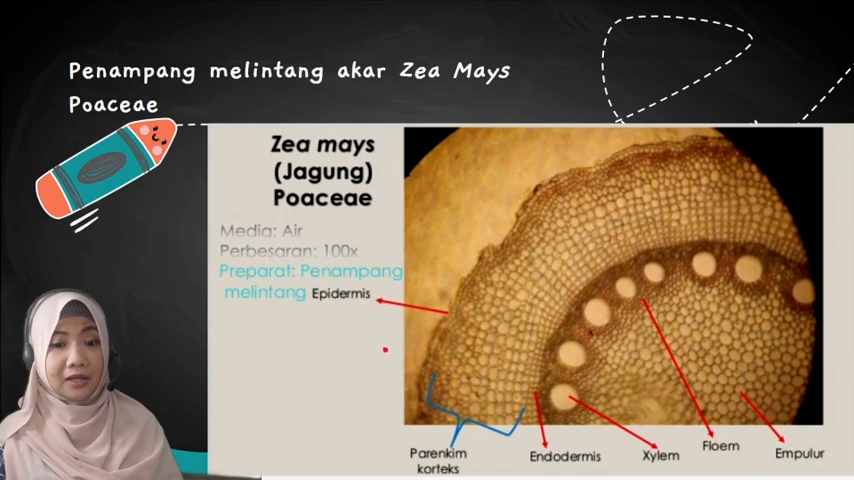 Penampang melintang akar Zea Mays
Poaceae
Zea mays
(Jagung)
Poaceae
Media: Air
Perbesaran: 100x
Preparat: Penampang
melintang
Epidermis
Parenkim
korteks
Endodermis
Xylem
Floem
Empulur